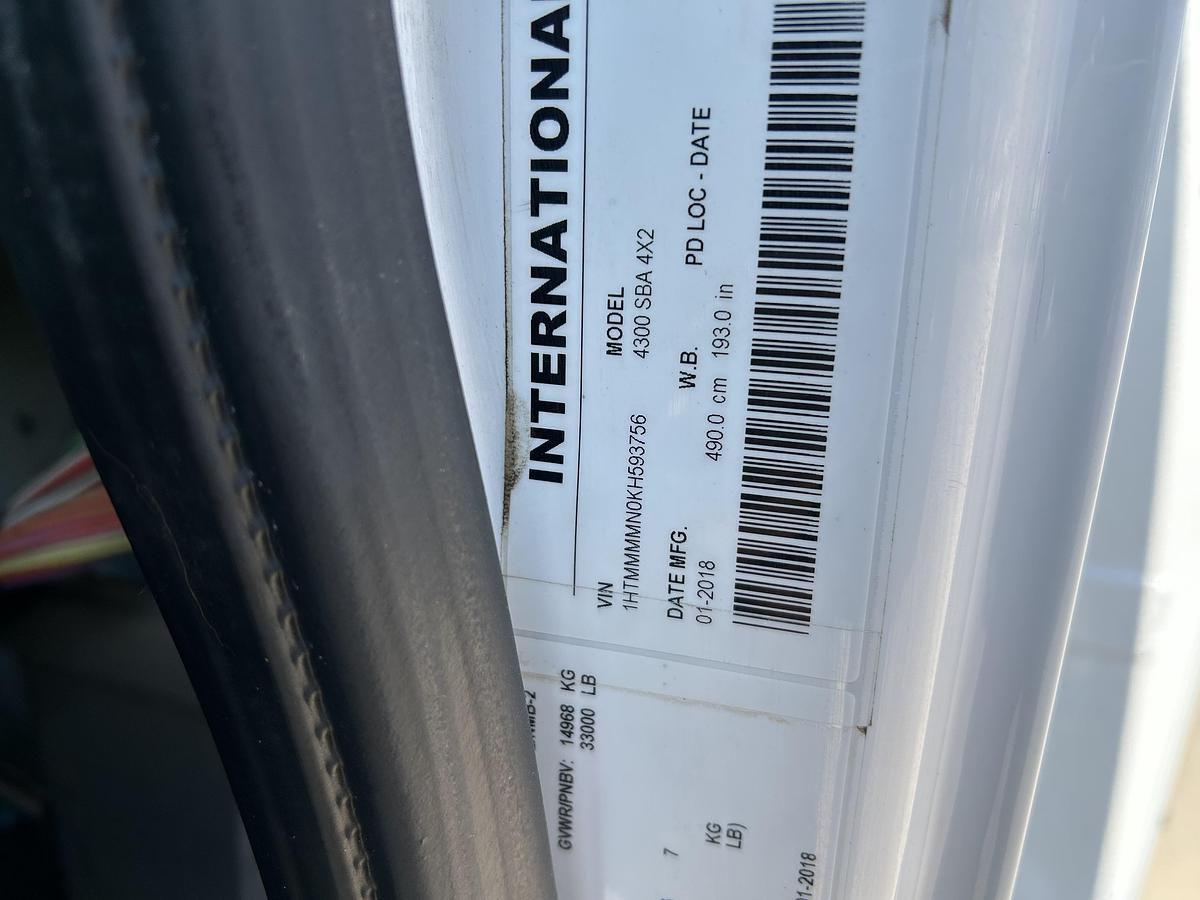 INTERNATIONA
VIN MODEL
1HTMMMMN0KH593756 4300 SBA 4X2
DATE MFG. W.B. PD LOC - DATE
01-2018 490.0 cm 193.0 in
GVWR/PNBV: 14968 KG
33000 LB
7
KG
LB)
1-2018